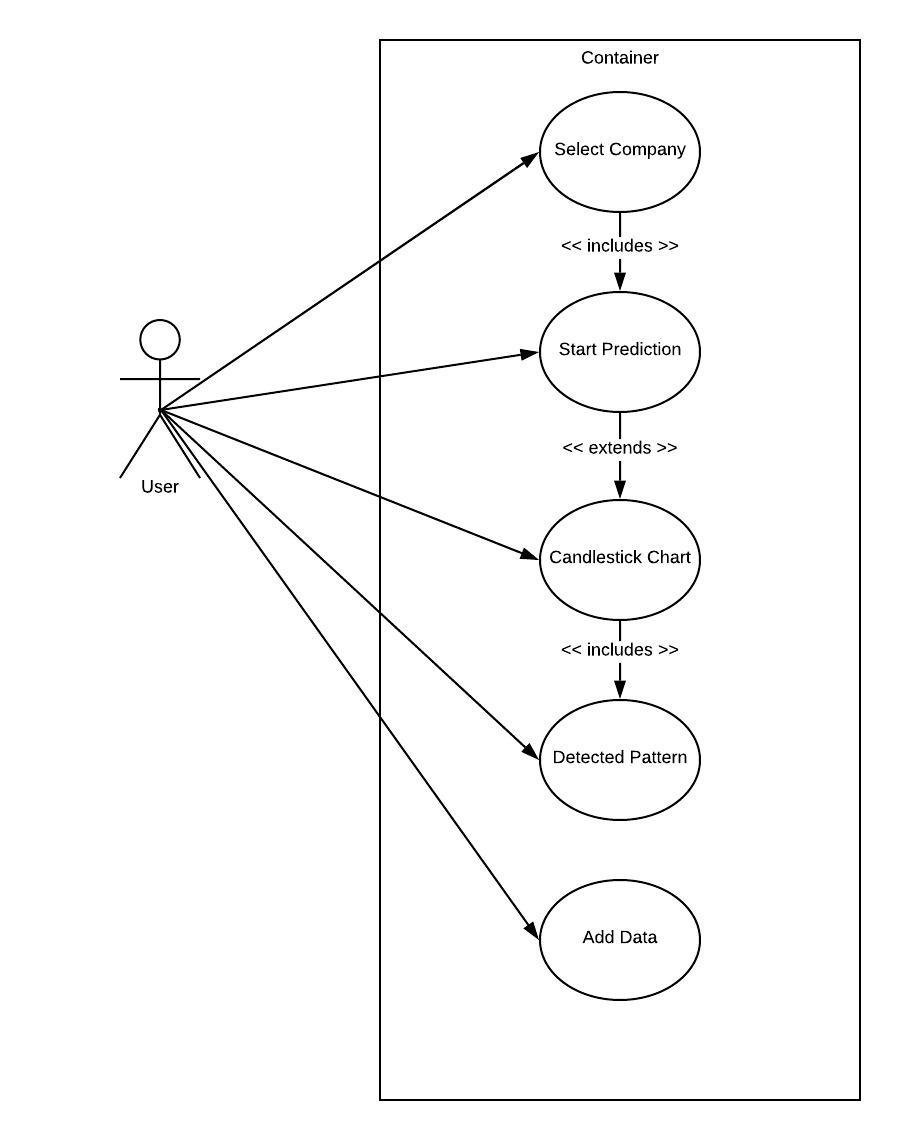 Container
Select Company
<< includes >>
Start Prediction
<< extends >>
User
Candlestick Chart
<< includes >>
Detected Pattern
Add Data